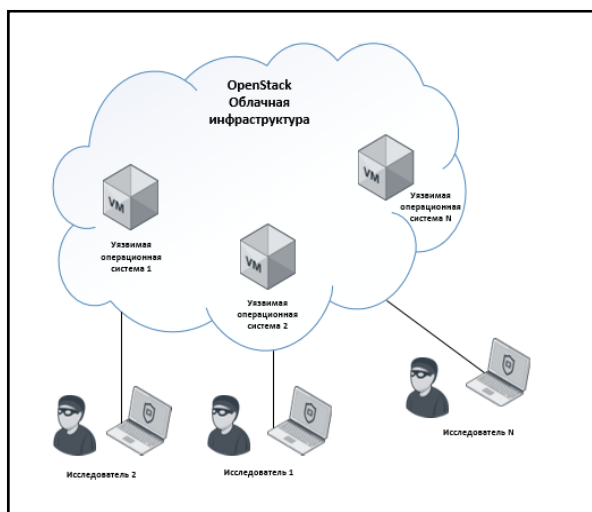 OpenStack
Облачная
инфраструктура
VM
Уязвимая
операционная
система N
VM
Уязвимая
операционная
система 1
VM
Уязвимая
операционная
система 2
Исследователь N
Исследователь 2
Исследователь 1